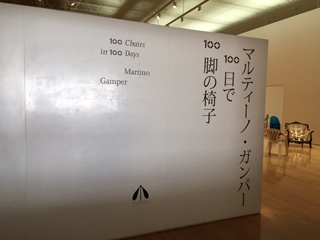 100 Chairs
in 100 Days
Martino
Gamper
マルティーノ・ガンパー
100日で
100脚の椅子